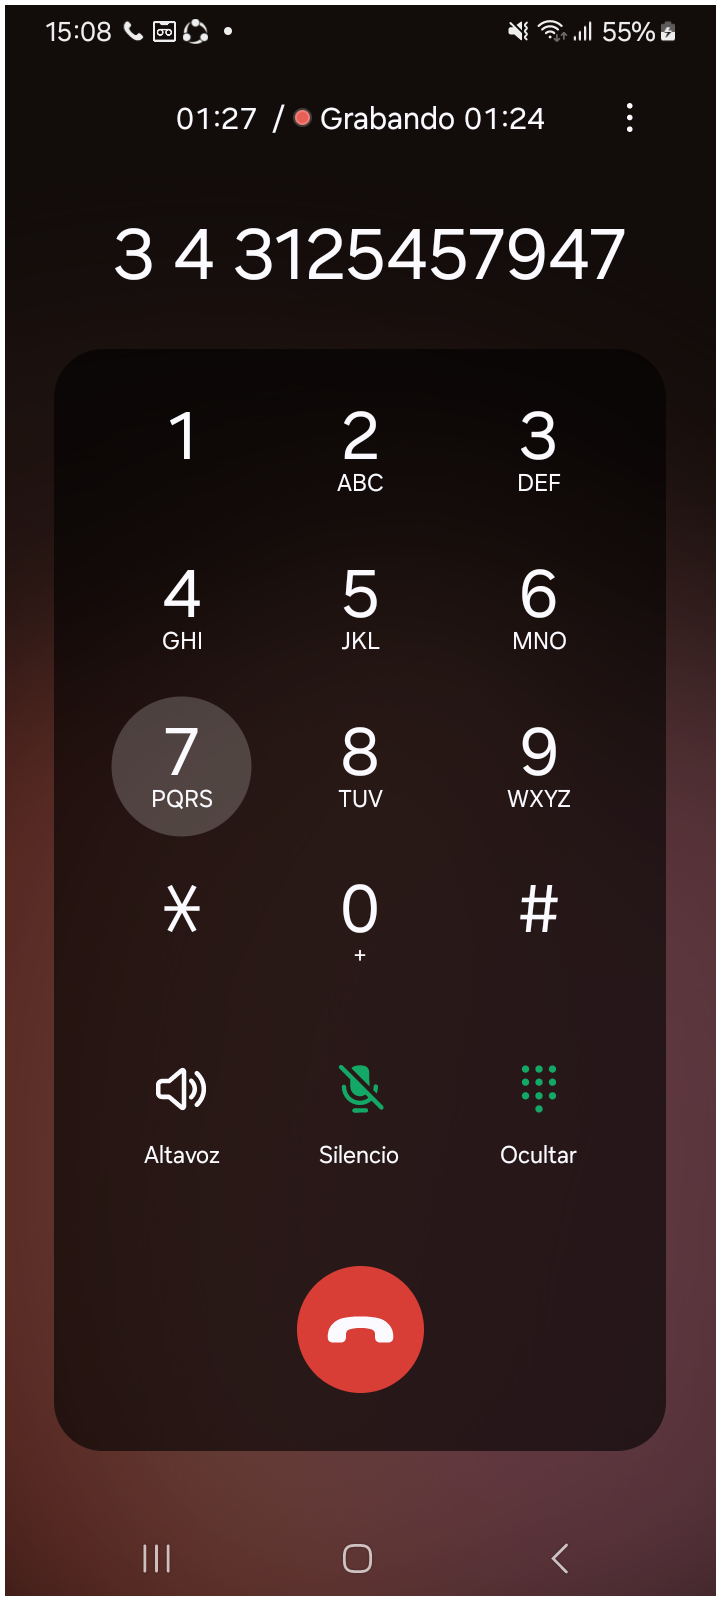 15:08 55%
01:27 / Grabando 01:24
3 4 3125457947
1 2 3
ABC DEF
4 5 6
GHI JKL MNO
7 8 9
PQRS TUV WXYZ
* 0 #
+
Altavoz Silencio Ocultar